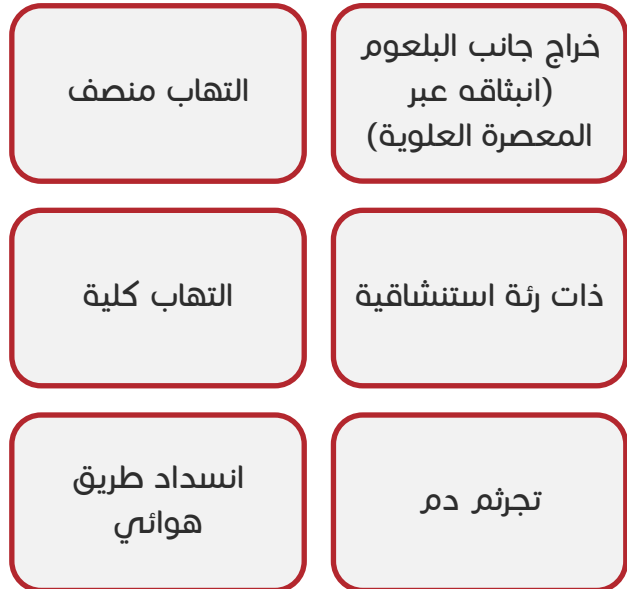 خراج جانب البلعوم
(انبثاقه عبر
المعصرة العلوية)
التهاب منصف
ذات رئة استنشاقية
التهاب كلية
تجرثم دم
انسداد طريق
هوائي